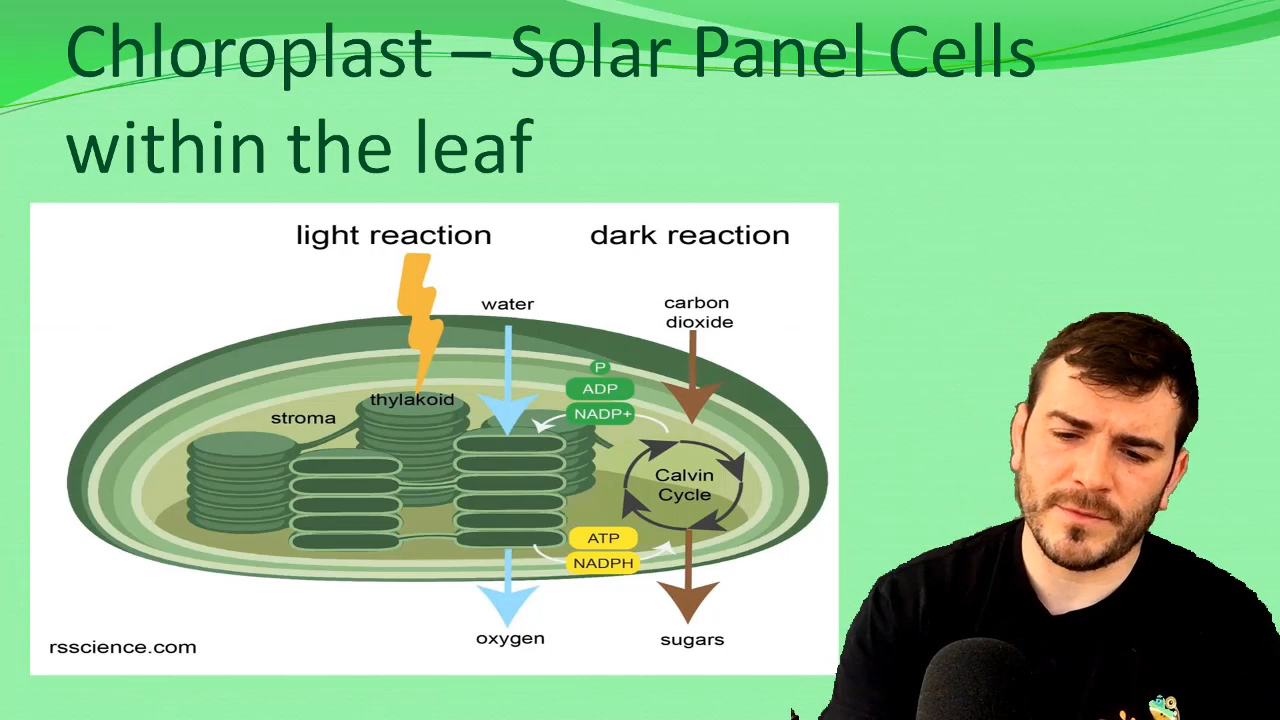 Chloroplast – Solar Panel Cells
within the leaf
light reaction
dark reaction
water
carbon
dioxide
P
ADP
NADP+
thylakoid
stroma
Calvin
Cycle
ATP
NADPH
oxygen
sugars
rsscience.com